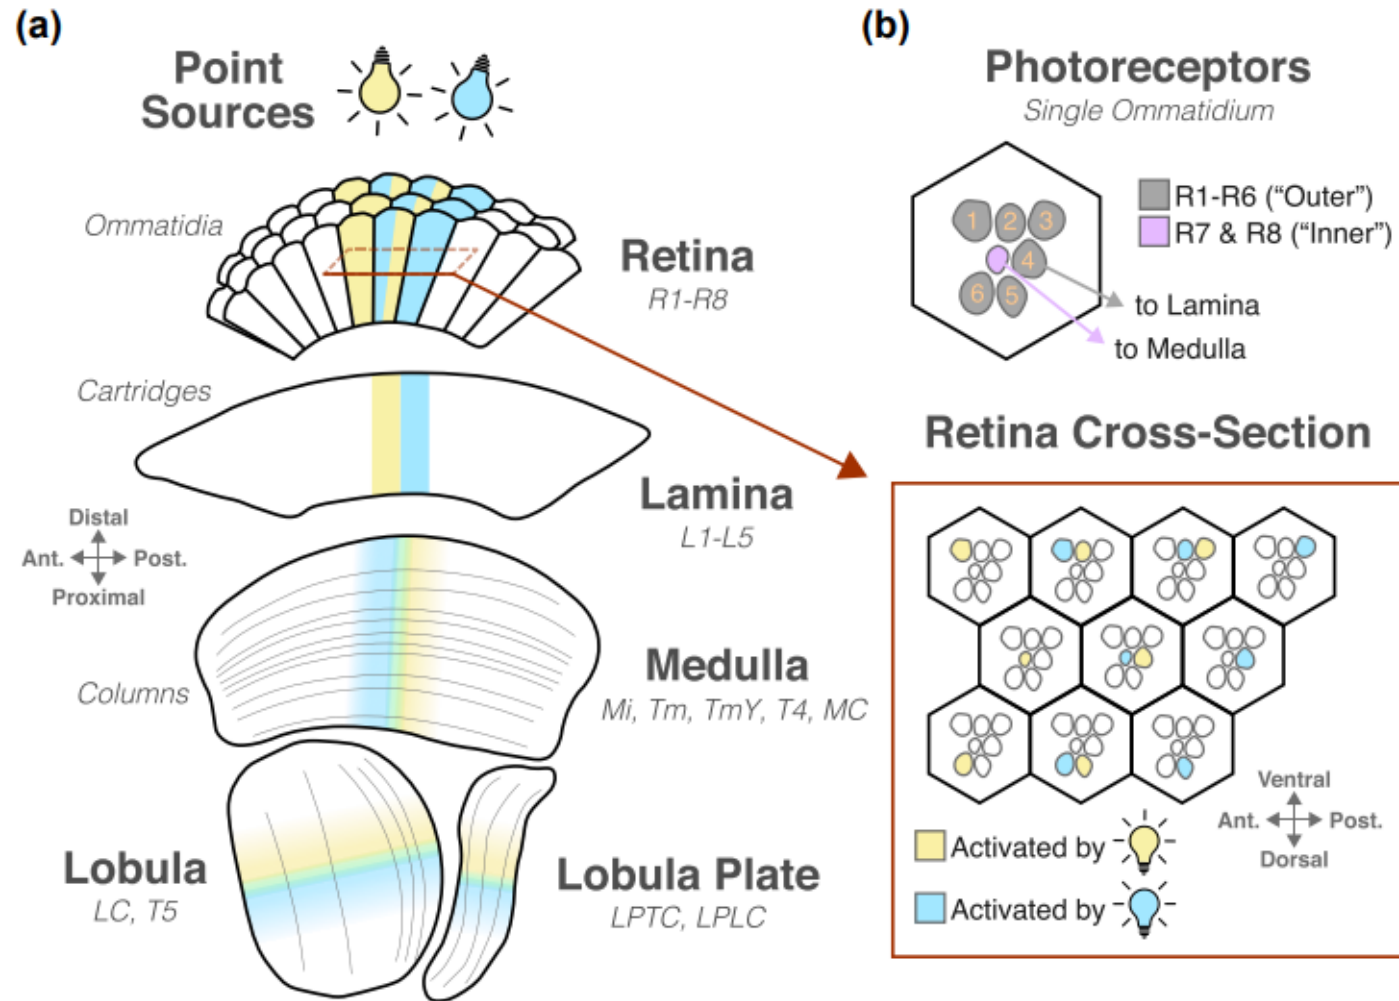 (a)
Point
Sources
Ommatidia
Retina
R1-R8
Cartridges
Lamina
L1-L5
Distal
Ant. Post.
Proximal
Columns
Medulla
Mi, Tm, TmY, T4, MC
Lobula
LC, T5
Lobula Plate
LPTC, LPLC
(b)
Photoreceptors
Single Ommatidium
1 2 3
4
6 5
R1-R6 (“Outer”)
R7 & R8 (“Inner”)
to Lamina
to Medulla
Retina Cross-Section
Ventral
Ant. Post.
Dorsal
Activated by
Activated by